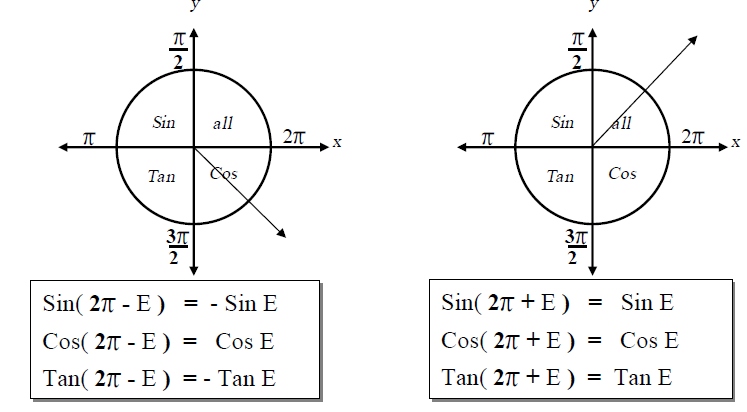 y
π/2
Sin all
π 2π x
Tan Cos
3π/2
Sin( 2π - E ) = - Sin E
Cos( 2π - E ) = Cos E
Tan( 2π - E ) = - Tan E
y
π/2
Sin all
π 2π x
Tan Cos
3π/2
Sin( 2π + E ) = Sin E
Cos( 2π + E ) = Cos E
Tan( 2π + E ) = Tan E